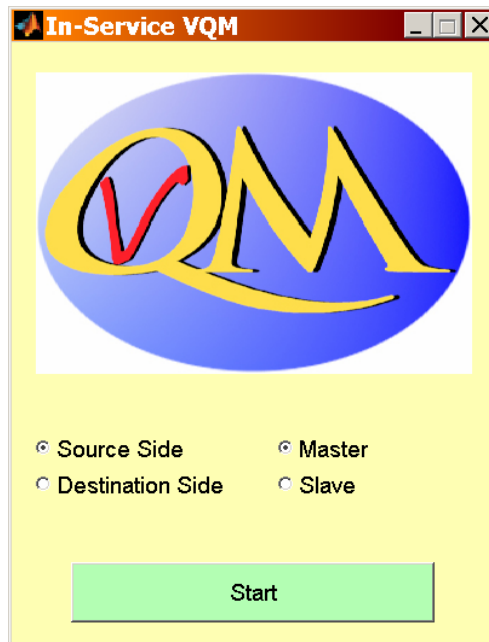 In-Service VQM
VQM
Source Side
Master
Destination Side
Slave
Start